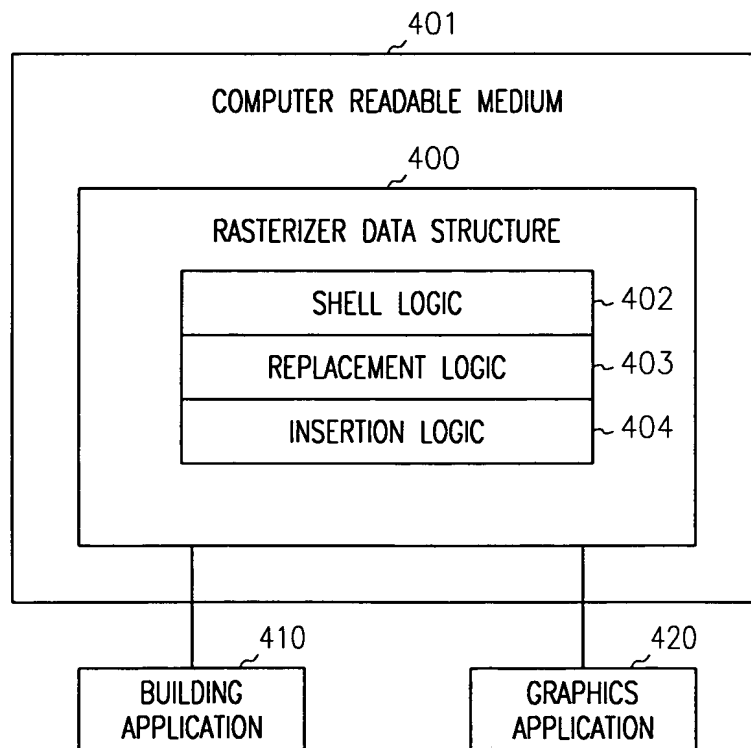 401
COMPUTER READABLE MEDIUM
400
RASTERIZER DATA STRUCTURE
SHELL LOGIC
402
REPLACEMENT LOGIC
403
INSERTION LOGIC
404
410
BUILDING
APPLICATION
420
GRAPHICS
APPLICATION